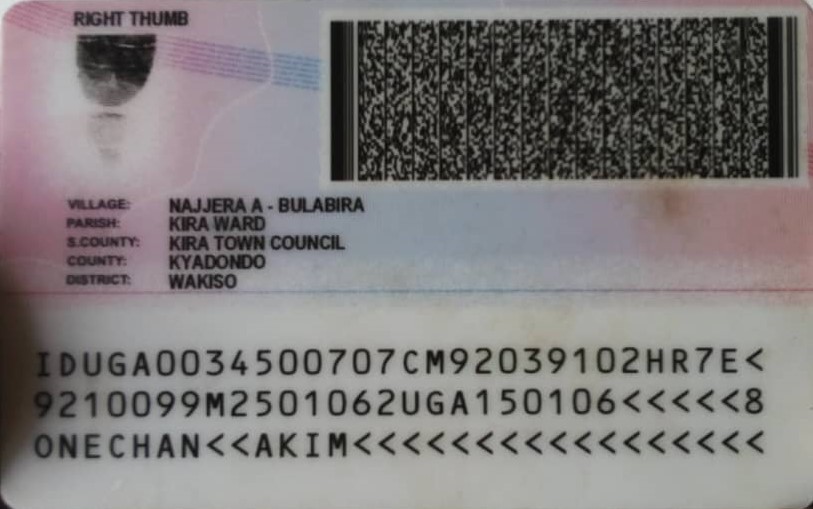 RIGHT THUMB
VILLAGE: NAJJERA A - BULABIRA
PARISH: KIRA WARD
S.COUNTY: KIRA TOWN COUNCIL
COUNTY: KYADONDO
DISTRICT: WAKISO
IDUGA0034500707CM92039102HR7E<
9210099M2501062UGA150106<<<<<8
ONECHAN<<AKIM<<<<<<<<<<<<<<<<<